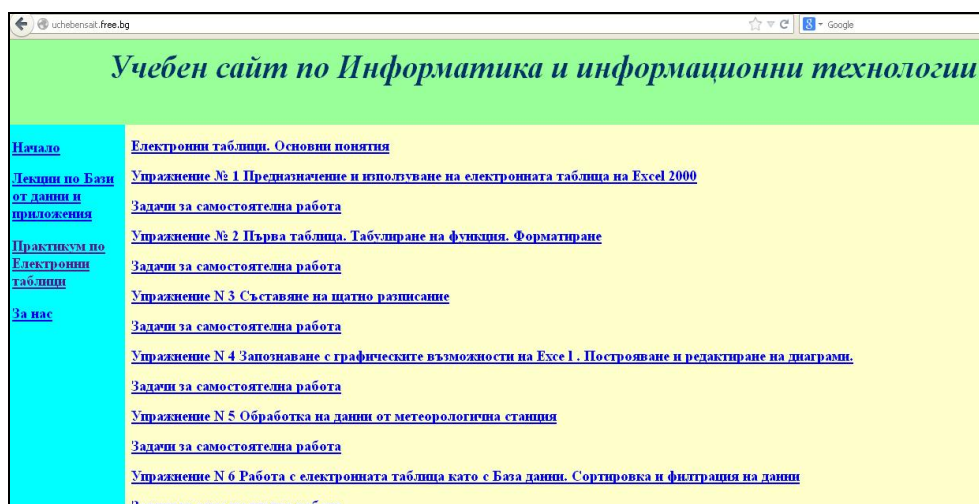 uchebensait.free.bg
Google
Учебен сайт по Информатика и информационни технологии
Начало
Лекции по Бази
от данни и
приложения
Практикум по
Електронни
таблици
За нас
Електронни таблици. Основни понятия
Упражнение № 1 Предназначение и използуване на електронната таблица на Excel 2000
Задачи за самостоятелна работа
Упражнение № 2 Първа таблица. Табулиране на функция. Форматиране
Задачи за самостоятелна работа
Упражнение N 3 Съставяне на щатно разписание
Задачи за самостоятелна работа
Упражнение N 4 Запознаване с графическите възможности на Exce l . Построяване и редактиране на диаграми.
Задачи за самостоятелна работа
Упражнение N 5 Обработка на данни от метеорологична станция
Задачи за самостоятелна работа
Упражнение N 6 Работа с електронната таблица като с База данни. Сортировка и филтрация на данни